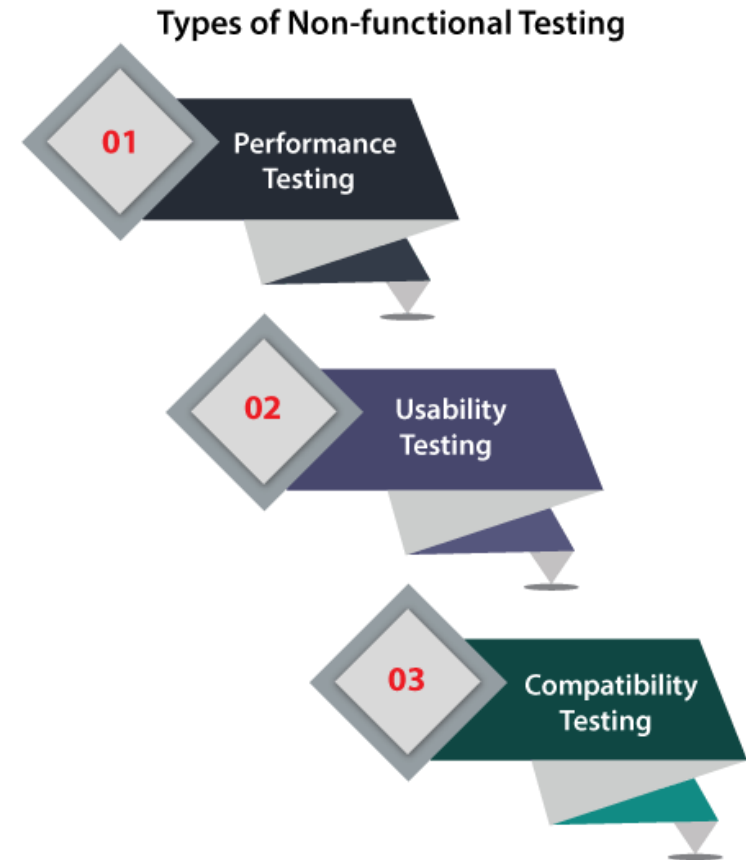 Types of Non-functional Testing
01
Performance
Testing
02
Usability
Testing
03
Compatibility
Testing